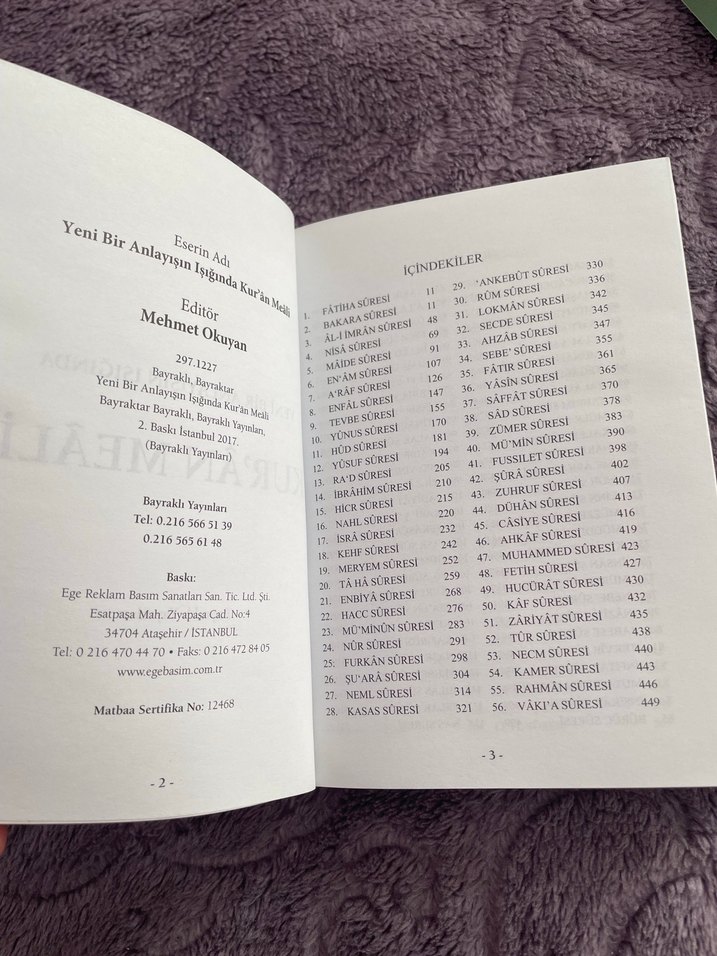 Eserin Adı
Yeni Bir Anlayışın Işığında Kur'ân Meâli
Editör
Mehmet Okuyan
297.1227
Bayraklı, Bayraktar
Yeni Bir Anlayışın Işığında Kur'ân Meâli
Bayraktar Bayraklı, Bayraklı Yayınları,
2. Baskı İstanbul 2017.
(Bayraklı Yayınları)
Bayraklı Yayınları
Tel: 0.216 566 51 39
0.216 565 61 48
Baskı:
Ege Reklam Basım Sanatları San. Tic. Ltd. Şti.
Esatpaşa Mah. Ziyapaşa Cad. No:4
34704 Ataşehir / İSTANBUL
Tel: 0 216 470 44 70 • Faks: 0 216 472 84 05
www.egebasim.com.tr
Matbaa Sertifika No: 12468
- 2 -
İÇİNDEKİLER
1. FÂTİHA SÛRESİ 11
2. BAKARA SÛRESİ 11
3. ÂL-İ İMRÂN SÛRESİ 48
4. NİSÂ SÛRESİ 69
5. MÂİDE SÛRESİ 91
6. EN'ÂM SÛRESİ 107
7. A'RÂF SÛRESİ 126
8. ENFÂL SÛRESİ 147
9. TEVBE SÛRESİ 155
10. YÛNUS SÛRESİ 170
11. HÛD SÛRESİ 181
12. YÛSUF SÛRESİ 194
13. RA'D SÛRESİ 205
14. İBRÂHİM SÛRESİ 210
15. HİCR SÛRESİ 215
16. NAHL SÛRESİ 220
17. İSRÂ SÛRESİ 232
18. KEHF SÛRESİ 242
19. MERYEM SÛRESİ 252
20. TÂ HÂ SÛRESİ 259
21. ENBİYÂ SÛRESİ 268
22. HACC SÛRESİ 276
23. MÜ'MİNÛN SÛRESİ 283
24. NÛR SÛRESİ 291
25. FURKÂN SÛRESİ 298
26. ŞU'ARÂ SÛRESİ 304
27. NEML SÛRESİ 314
28. KASAS SÛRESİ 321
29. 'ANKEBÛT SÛRESİ 330
30. RÛM SÛRESİ 336
31. LOKMÂN SÛRESİ 342
32. SECDE SÛRESİ 345
33. AHZÂB SÛRESİ 347
34. SEBE' SÛRESİ 355
35. FÂTIR SÛRESİ 361
36. YÂSÎN SÛRESİ 365
37. SÂFFÂT SÛRESİ 370
38. SÂD SÛRESİ 378
39. ZÜMER SÛRESİ 383
40. MÜ'MİN SÛRESİ 390
41. FUSSILET SÛRESİ 398
42. ŞÛRÂ SÛRESİ 402
43. ZUHRUF SÛRESİ 407
44. DÜHÂN SÛRESİ 413
45. CÂSİYE SÛRESİ 416
46. AHKÂF SÛRESİ 419
47. MUHAMMED SÛRESİ 423
48. FETİH SÛRESİ 427
49. HUCÛRÂT SÛRESİ 430
50. KÂF SÛRESİ 432
51. ZÂRİYÂT SÛRESİ 435
52. TÛR SÛRESİ 438
53. NECM SÛRESİ 440
54. KAMER SÛRESİ 443
55. RAHMÂN SÛRESİ 446
56. VÂKI'A SÛRESİ 449
- 3 -